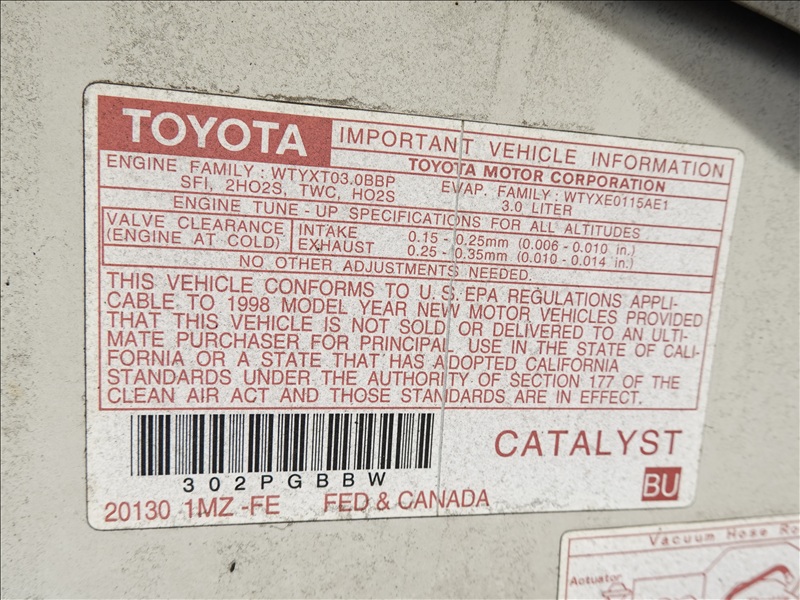 TOYOTA
IMPORTANT VEHICLE INFORMATION
TOYOTA MOTOR CORPORATION
ENGINE FAMILY : WTYXT03.0BBP EVAP. FAMILY : WTYXE0115AE1
SFI, 2HO2S, TWC, HO2S 3.0 LITER
ENGINE TUNE - UP SPECIFICATIONS FOR ALL ALTITUDES
VALVE CLEARANCE INTAKE 0.15 - 0.25mm (0.006 - 0.010 in.)
(ENGINE AT COLD) EXHAUST 0.25 - 0.35mm (0.010 - 0.014 in.)
NO OTHER ADJUSTMENTS NEEDED.
THIS VEHICLE CONFORMS TO U.S. EPA REGULATIONS APPLI-
CABLE TO 1998 MODEL YEAR NEW MOTOR VEHICLES PROVIDED
THAT THIS VEHICLE IS NOT SOLD OR DELIVERED TO AN ULTI-
MATE PURCHASER FOR PRINCIPAL USE IN THE STATE OF CALI-
FORNIA OR A STATE THAT HAS ADOPTED CALIFORNIA
STANDARDS UNDER THE AUTHORITY OF SECTION 177 OF THE
CLEAN AIR ACT AND THOSE STANDARDS ARE IN EFFECT.
302PGBBW
CATALYST
BU
20130 1MZ -FE FED & CANADA
Vacuum Hose
Actuator